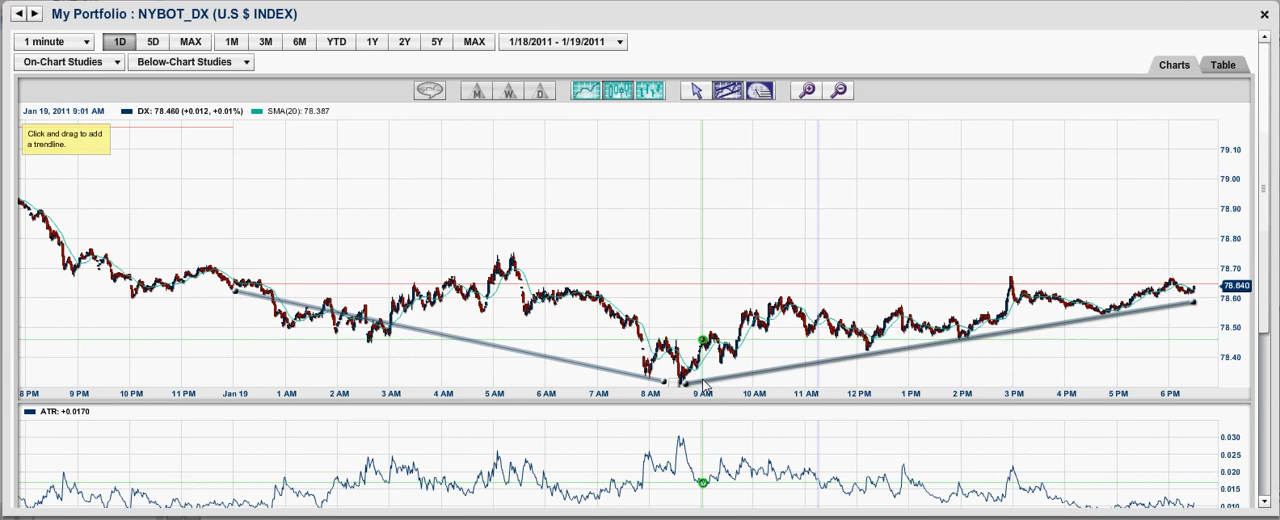 My Portfolio : NYBOT_DX (U.S $ INDEX)
1 minute 1D 5D MAX 1M 3M 6M YTD 1Y 2Y 5Y MAX 1/18/2011 - 1/19/2011
On-Chart Studies Below-Chart Studies Charts Table
M W D
Jan 19, 2011 9:01 AM DX: 78.460 (+0.012, +0.01%) SMA(20): 78.387
Click and drag to add
a trendline.
79.10
79.00
78.90
78.80
78.70
78.640
78.60
78.50
78.40
8 PM 9 PM 10 PM 11 PM Jan 19 1 AM 2 AM 3 AM 4 AM 5 AM 6 AM 7 AM 8 AM 9 AM 10 AM 11 AM 12 PM 1 PM 2 PM 3 PM 4 PM 5 PM 6 PM
ATR: +0.0170
0.030
0.025
0.020
0.015
0.010